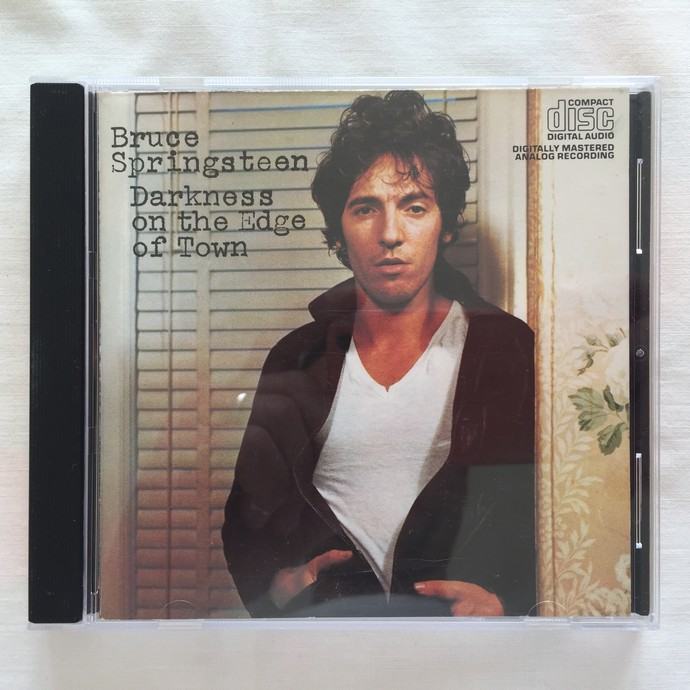 Bruce
Springsteen
Darkness
on the Edge
of Town
COMPACT
disc
DIGITAL AUDIO
DIGITALLY MASTERED
ANALOG RECORDING